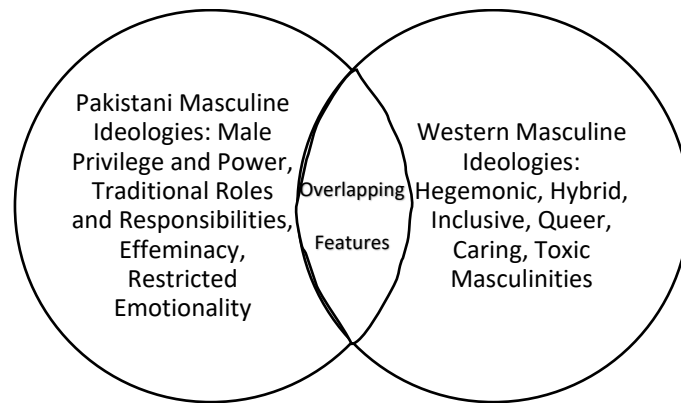 Pakistani Masculine
Ideologies: Male
Privilege and Power,
Traditional Roles
and Responsibilities,
Effeminacy,
Restricted
Emotionality
Overlapping
Features
Western Masculine
Ideologies:
Hegemonic, Hybrid,
Inclusive, Queer,
Caring, Toxic
Masculinities